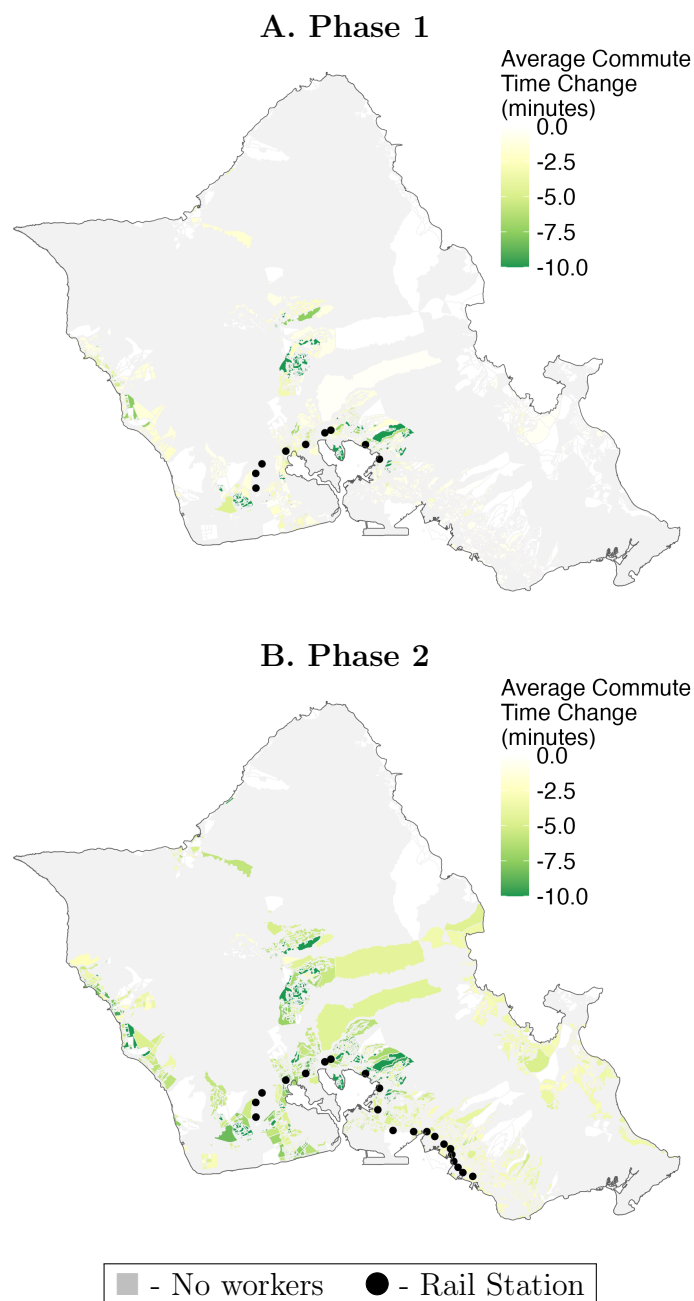 A. Phase 1
Average Commute
Time Change
(minutes)
0.0
-2.5
-5.0
-7.5
-10.0
B. Phase 2
Average Commute
Time Change
(minutes)
0.0
-2.5
-5.0
-7.5
-10.0
- No workers - Rail Station